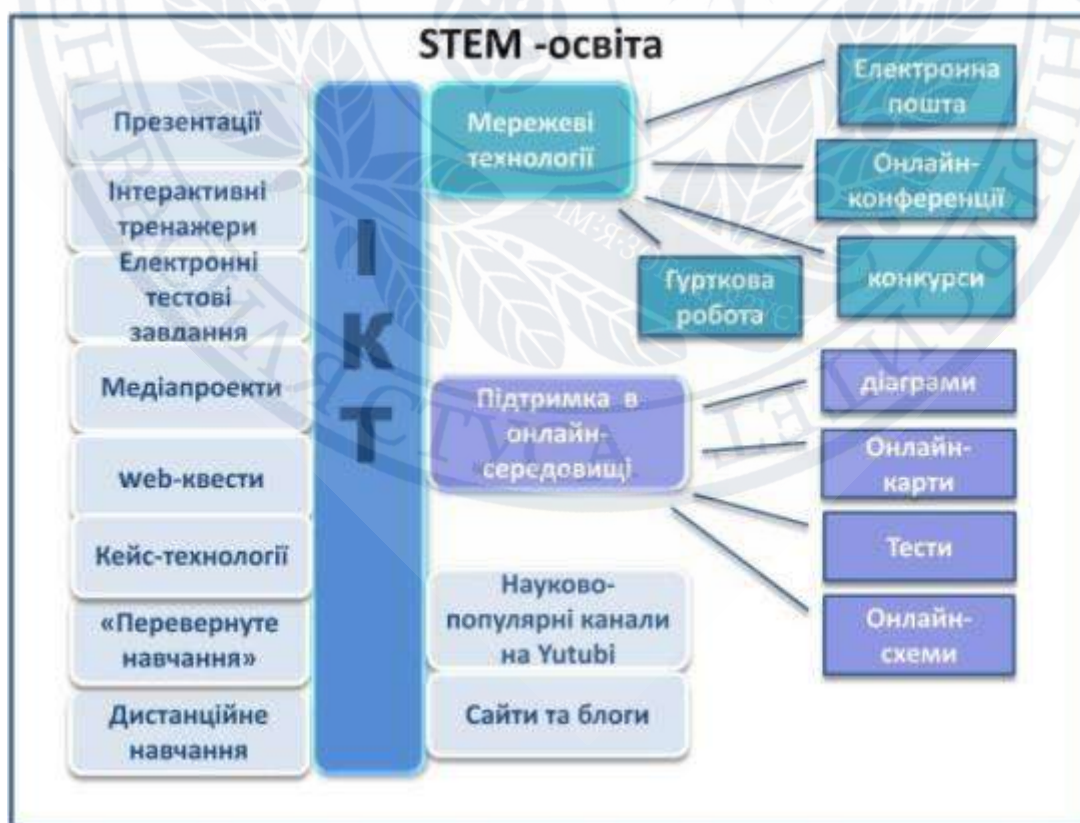 STEM -освіта
Презентації
Інтерактивні
тренажери
Електронні
тестові
завдання
Медіапроекти
Web-квести
Кейс-технології
«Перевернуте
навчання»
Дистанційне
навчання
І
К
Т
Мережеві
технології
Електронна
пошта
Онлайн-
конференції
конкурси
Гурткова
робота
Підтримка в
онлайн-
середовищі
діаграми
Онлайн-
карти
Тести
Онлайн-
схеми
Науково-
популярні канали
на Yutubi
Сайти та блоги